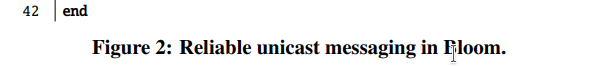 42 end
Figure 2: Reliable unicast messaging in Bloom.